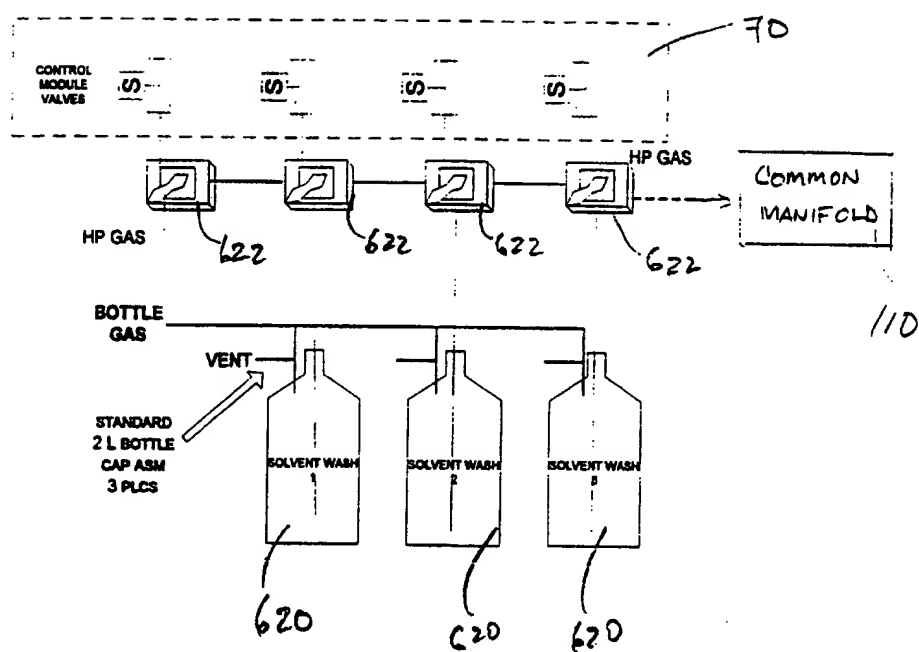 70
CONTROL
MODULE
VALVES
S S S S
HP GAS
COMMON
MANIFOLD
HP GAS
622 622 622 622
110
BOTTLE
GAS
VENT
STANDARD
2 L BOTTLE
CAP ASM
3 PLCS
SOLVENT WASH
1
SOLVENT WASH
2
SOLVENT WASH
3
620 620 620